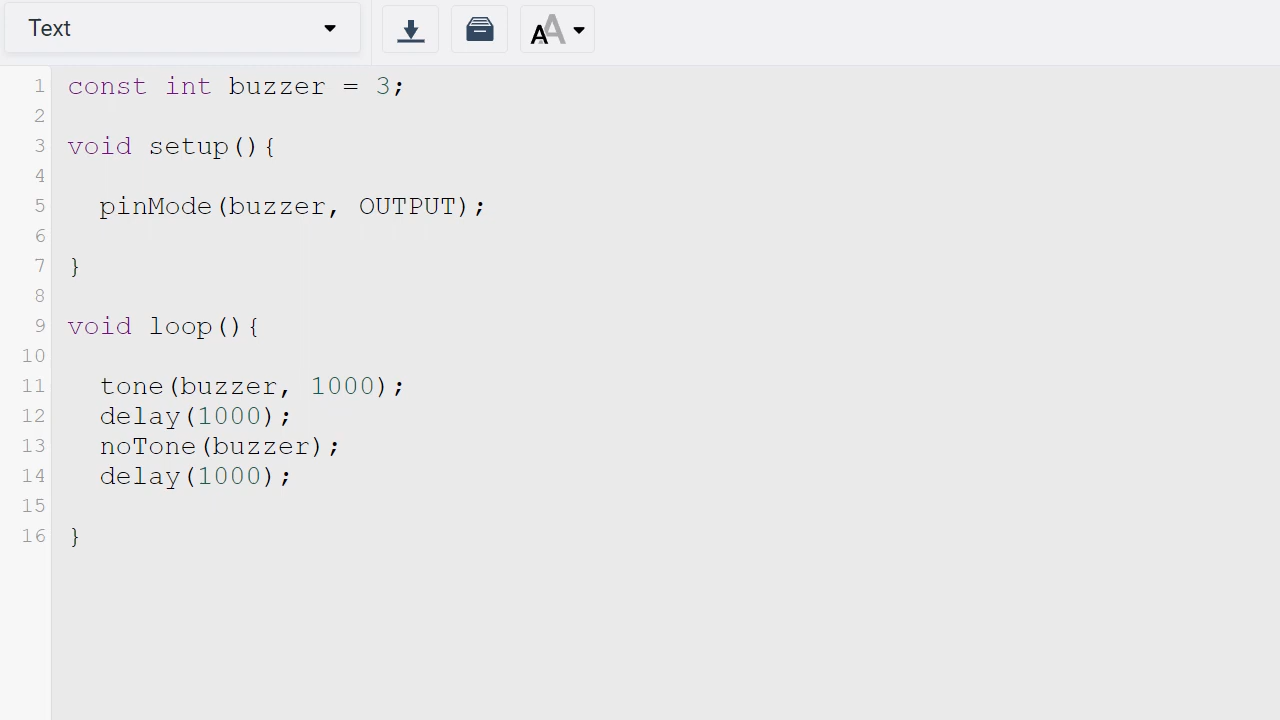 Text
AA
1 const int buzzer = 3;
2
3 void setup(){
4
5   pinMode(buzzer, OUTPUT);
6
7 }
8
9 void loop(){
10
11   tone(buzzer, 1000);
12   delay(1000);
13   noTone(buzzer);
14   delay(1000);
15
16 }